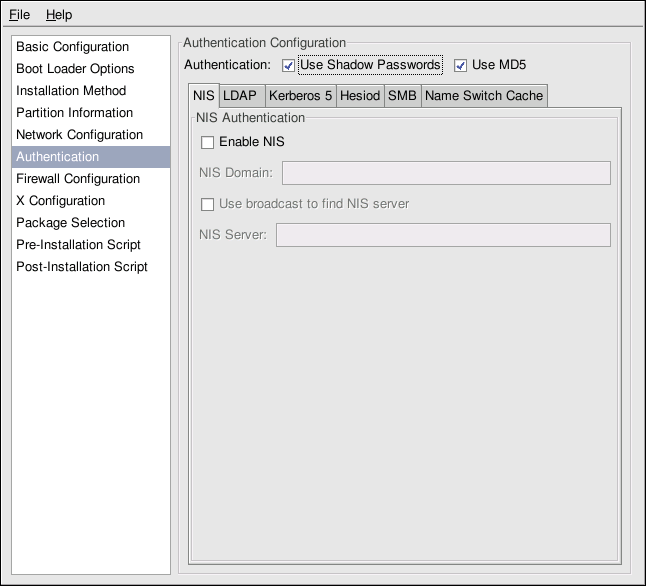 File Help
Basic Configuration
Boot Loader Options
Installation Method
Partition Information
Network Configuration
Authentication
Firewall Configuration
X Configuration
Package Selection
Pre-Installation Script
Post-Installation Script
Authentication Configuration
Authentication: Use Shadow Passwords Use MD5
NIS LDAP Kerberos 5 Hesiod SMB Name Switch Cache
NIS Authentication
Enable NIS
NIS Domain:
Use broadcast to find NIS server
NIS Server: